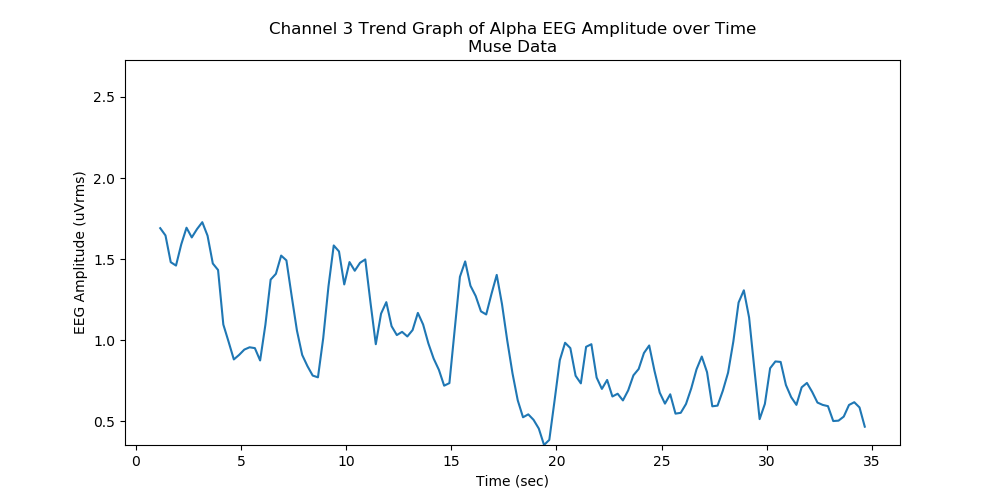 Channel 3 Trend Graph of Alpha EEG Amplitude over Time
Muse Data
2.5
2.0
1.5
1.0
0.5
EEG Amplitude (uVrms)
0 5 10 15 20 25 30 35
Time (sec)